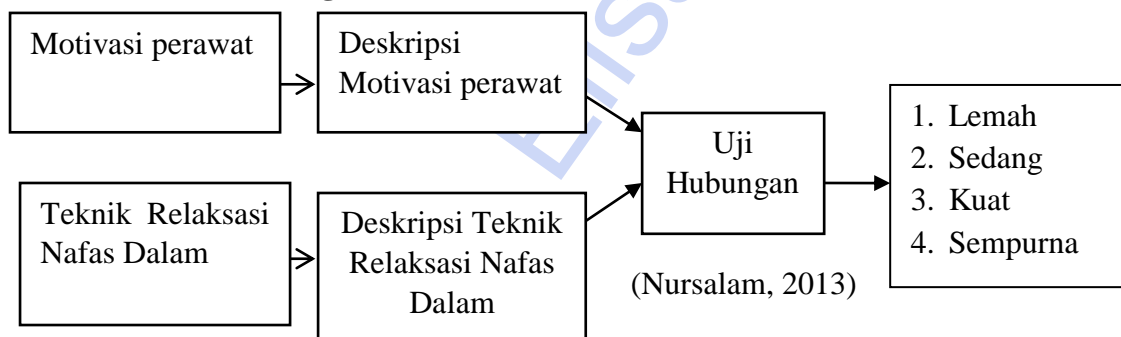 Motivasi perawat
Deskripsi
Motivasi perawat
Teknik Relaksasi
Nafas Dalam
Deskripsi Teknik
Relaksasi Nafas
Dalam
Uji
Hubungan
(Nursalam, 2013)
1. Lemah
2. Sedang
3. Kuat
4. Sempurna